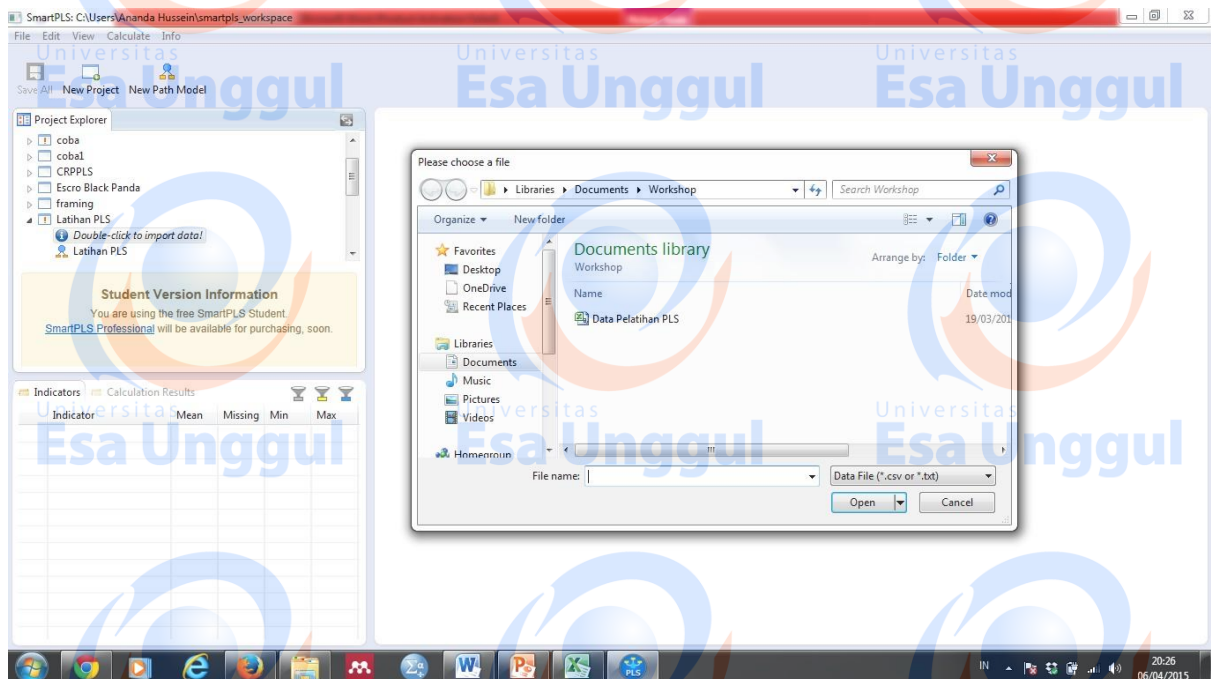 SmartPLS: C:\Users\Ananda Hussein\smartpls_workspace
File Edit View Calculate Info
Universitas Universitas Universitas
Esa Unggul Esa Unggul Esa Unggul
Save All New Project New Path Model
Project Explorer
coba
coba1
CRPPLS
Escro Black Panda
framing
Latihan PLS
Double-click to import data!
Latihan PLS
Student Version Information
You are using the free SmartPLS Student.
SmartPLS Professional will be available for purchasing, soon.
Indicators Calculation Results
Indicator Mean Missing Min Max
Universitas Universitas Universitas
Esa Unggul Esa Unggul Esa Unggul
Please choose a file
Libraries Documents Workshop
Search Workshop
Organize New folder
Favorites
Desktop
OneDrive
Recent Places
Libraries
Documents
Music
Pictures
Videos
Homegroup
Documents library
Workshop
Arrange by: Folder
Name Date mod
Data Pelatihan PLS 19/03/201
File name: Data File (*.csv or *.txt)
Open Cancel
PLS
IN
20:26
06/04/2015